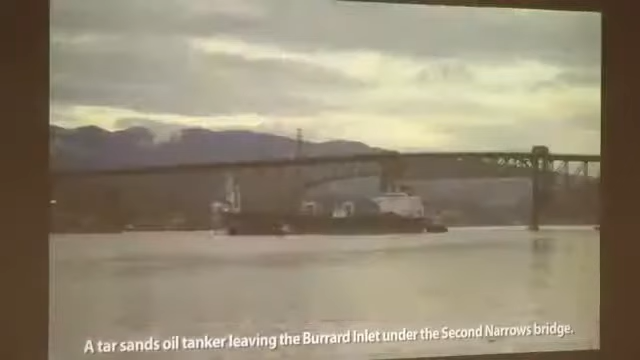 A tar sands oil tanker leaving the Burrard Inlet under the Second Narrows bridge.